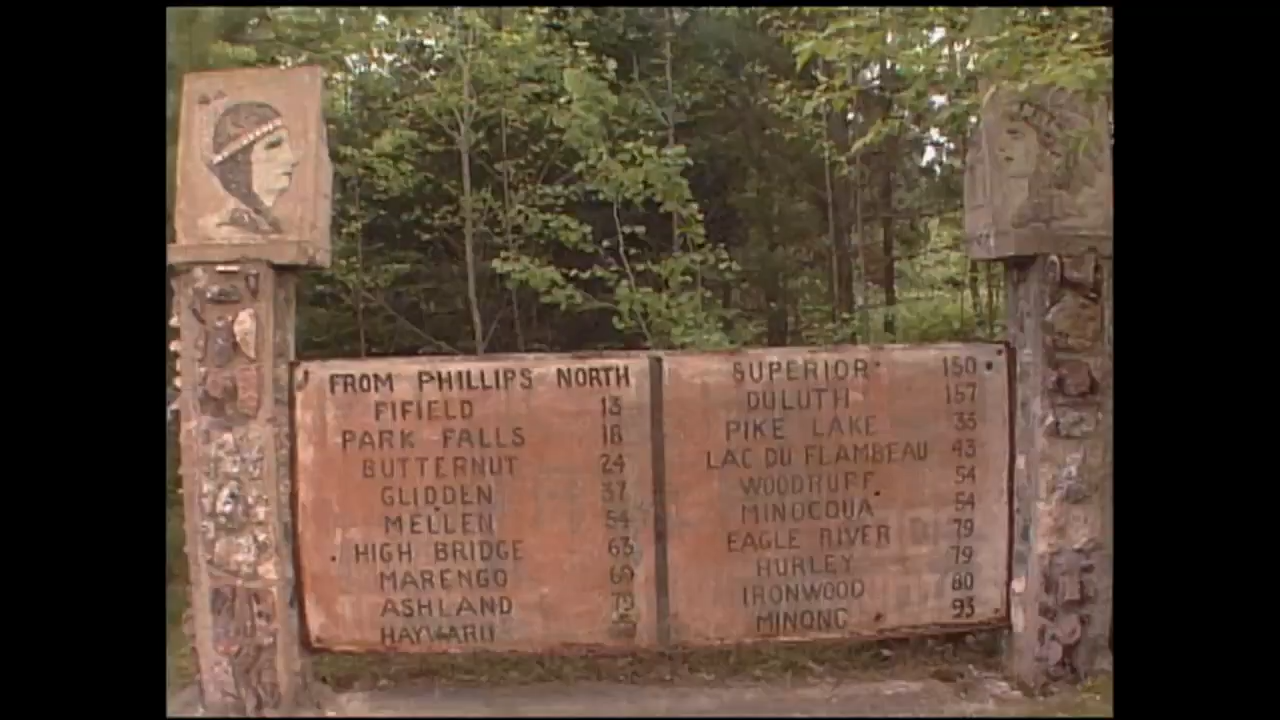 FROM PHILLIPS NORTH
FIFIELD 13
PARK FALLS 18
BUTTERNUT 24
GLIDDEN 37
MELLEN 54
HIGH BRIDGE 63
MARENGO 69
ASHLAND 79
HAYWARD
SUPERIOR 150
DULUTH 157
PIKE LAKE 35
LAC DU FLAMBEAU 43
WOODRUFF 54
MINOCQUA 54
EAGLE RIVER 79
HURLEY 79
IRONWOOD 80
MINONG 93